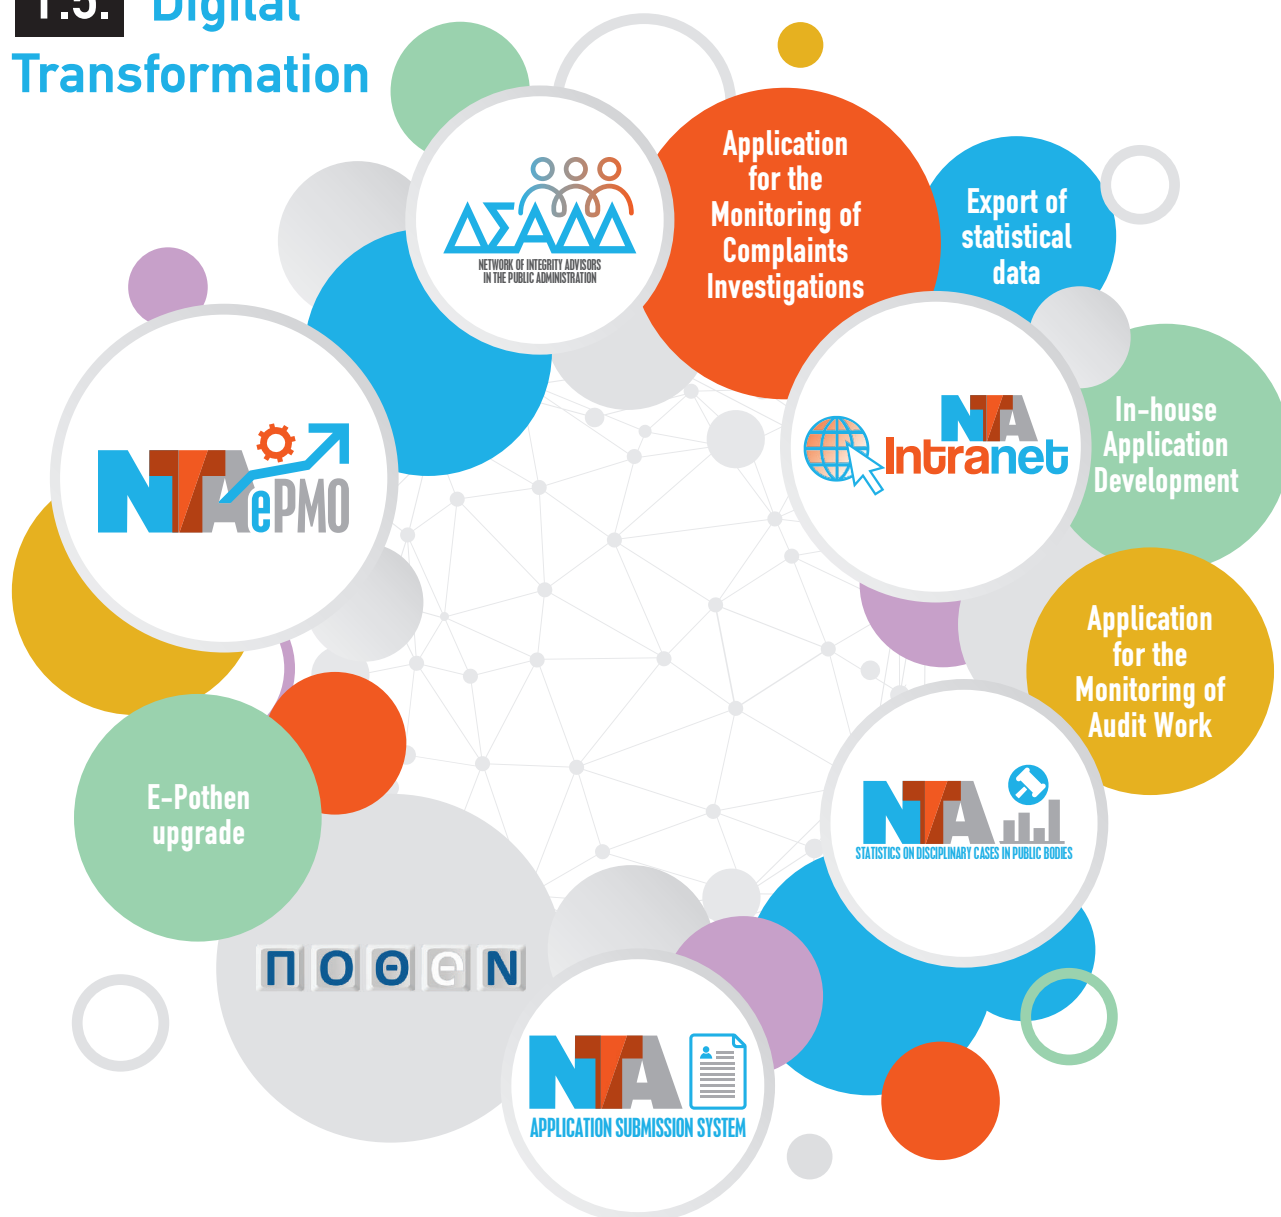 1.5. Digital
Transformation
ΔΣΑΛΔ
NETWORK OF INTEGRITY ADVISORS
IN THE PUBLIC ADMINISTRATION
Application
for the
Monitoring of
Complaints
Investigations
Export of
statistical
data
NTA
Intranet
In-house
Application
Development
NTA ePMO
Application
for the
Monitoring of
Audit Work
E-Pothen
upgrade
NTA
STATISTICS ON DISCIPLINARY CASES IN PUBLIC BODIES
ΠΟΘeN
NTA
APPLICATION SUBMISSION SYSTEM